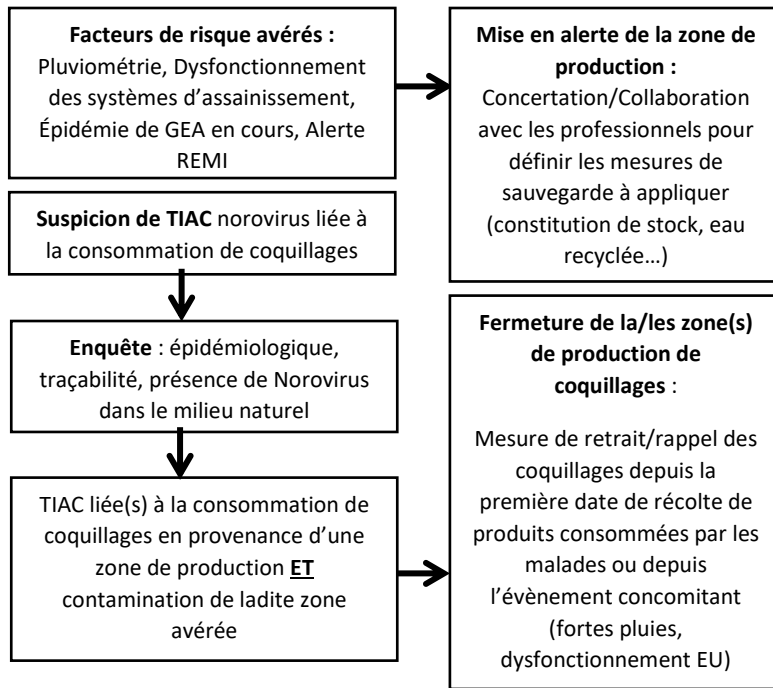 Facteurs de risque avérés :
Pluviométrie, Dysfonctionnement
des systèmes d'assainissement,
Épidémie de GEA en cours, Alerte
REMI
Mise en alerte de la zone de
production :
Concertation/Collaboration
avec les professionnels pour
définir les mesures de
sauvegarde à appliquer
(constitution de stock, eau
recyclée…)
Suspicion de TIAC norovirus liée à
la consommation de coquillages
Enquête : épidémiologique,
traçabilité, présence de Norovirus
dans le milieu naturel
TIAC liée(s) à la consommation de
coquillages en provenance d'une
zone de production ET
contamination de ladite zone
avérée
Fermeture de la/les zone(s)
de production de
coquillages :
Mesure de retrait/rappel des
coquillages depuis la
première date de récolte de
produits consommées par les
malades ou depuis
l'évènement concomitant
(fortes pluies,
dysfonctionnement EU)